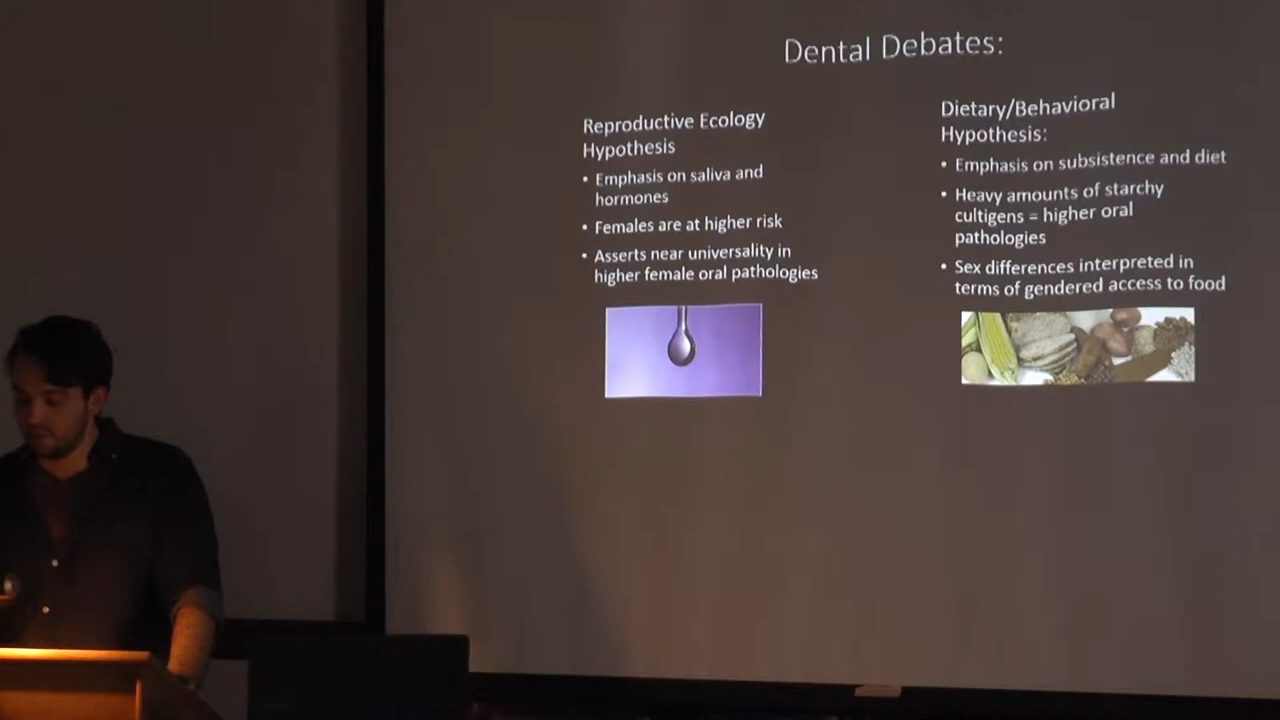 Dental Debates:
Reproductive Ecology
Hypothesis
• Emphasis on saliva and
hormones
• Females are at higher risk
• Asserts near universality in
higher female oral pathologies
Dietary/Behavioral
Hypothesis:
• Emphasis on subsistence and diet
• Heavy amounts of starchy
cultigens = higher oral
pathologies
• Sex differences interpreted in
terms of gendered access to food